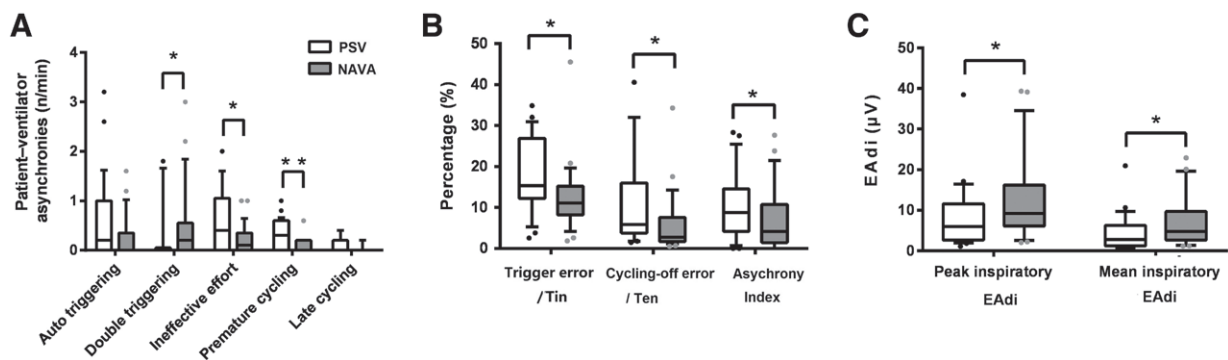 A
Patient–ventilator
asynchronies (n/min)
4
3
2
1
0
*
*
* *
PSV
NAVA
Auto triggering
Double triggering
Ineffective effort
Premature cycling
Late cycling
B
Percentage (%)
50
40
30
20
10
0
*
*
*
Trigger error
/Tin
Cycling-off error
/ Ten
Asychrony
Index
C
EAdi (μV)
50
40
30
20
10
0
*
*
Peak inspiratory
EAdi
Mean inspiratory
EAdi